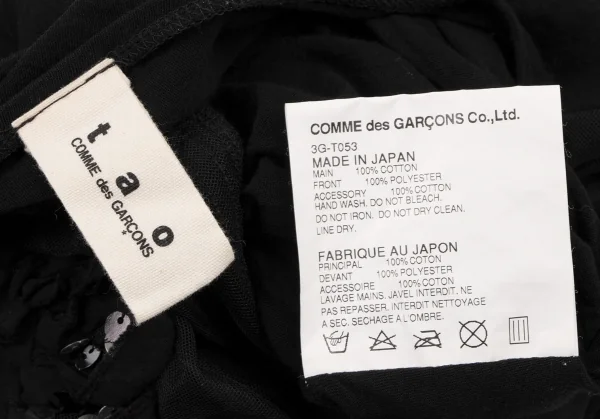 tao
COMME des GARÇONS
*
COMME des GARÇONS Co.,Ltd.
3G-T053
MADE IN JAPAN
MAIN 100% COTTON
FRONT 100% POLYESTER
ACCESSORY 100% COTTON
HAND WASH. DO NOT BLEACH.
DO NOT IRON. DO NOT DRY CLEAN.
LINE DRY.
FABRIQUE AU JAPON
PRINCIPAL 100% COTON
DEVANT 100% POLYESTER
ACCESSOIRE 100% COTON
LAVAGE MAINS. JAVEL INTERDIT. NE
PAS REPASSER. INTERDIT NETTOYAGE
A SEC. SECHAGE A L'OMBRE.